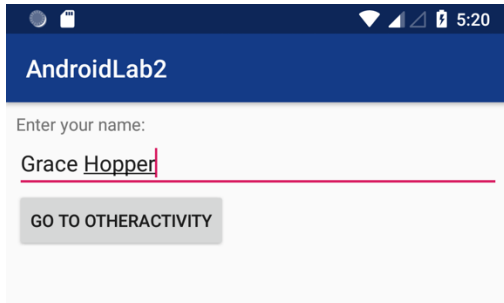 5:20
AndroidLab2
Enter your name:
Grace Hopper
GO TO OTHERACTIVITY